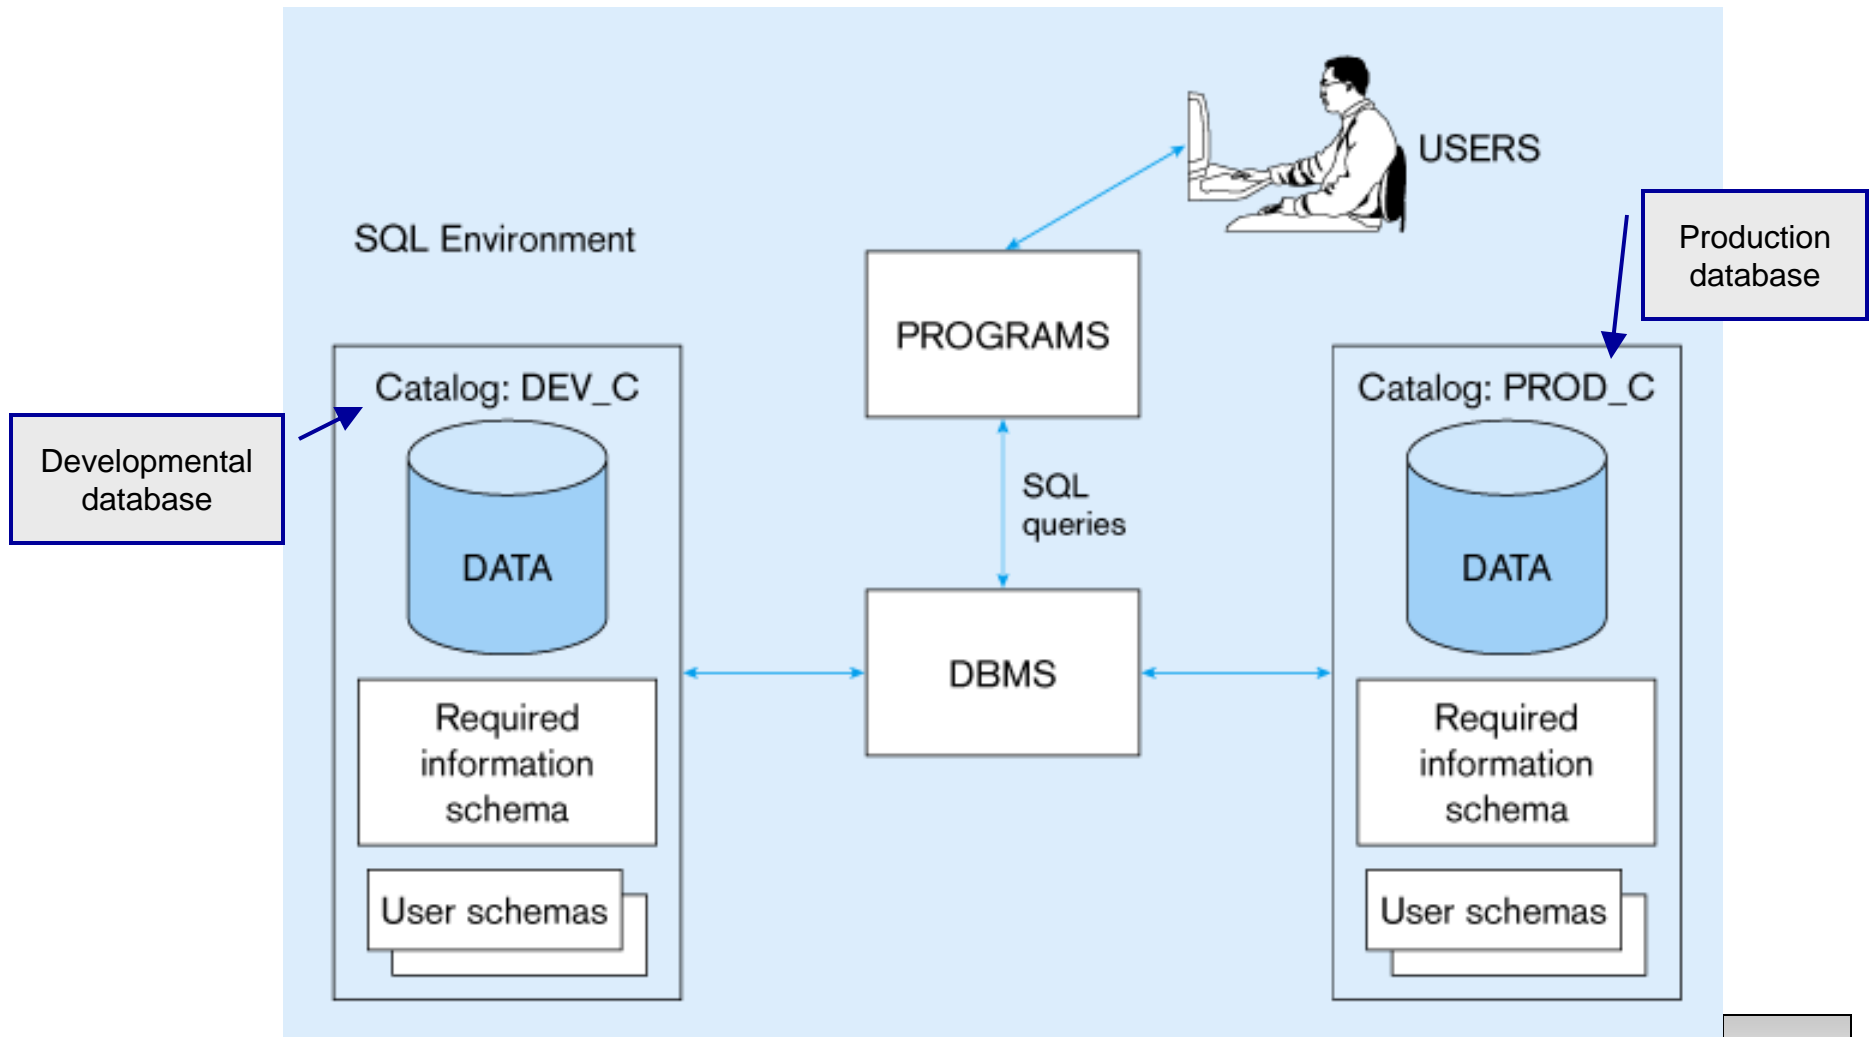 USERS
Production
database
SQL Environment
PROGRAMS
Catalog: DEV_C
Catalog: PROD_C
Developmental
database
SQL
queries
DATA
DATA
DBMS
Required
information
schema
Required
information
schema
User schemas
User schemas